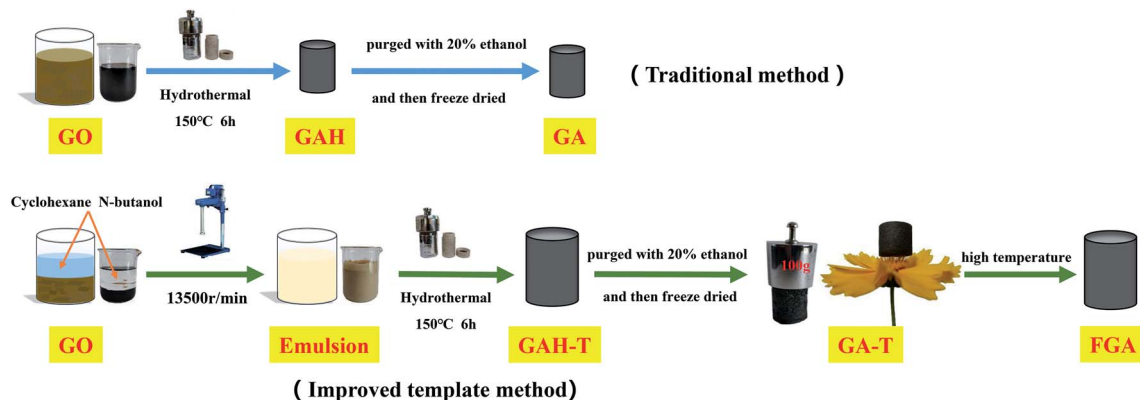 purged with 20% ethanol
( Traditional method )
Hydrothermal
and then freeze dried
150°C 6h
GO
GAH
GA
Cyclohexane N-butanol
purged with 20% ethanol
100g
high temperature
13500r/min
Hydrothermal
and then freeze dried
150°C 6h
GO
Emulsion
GAH-T
GA-T
FGA
( Improved template method)